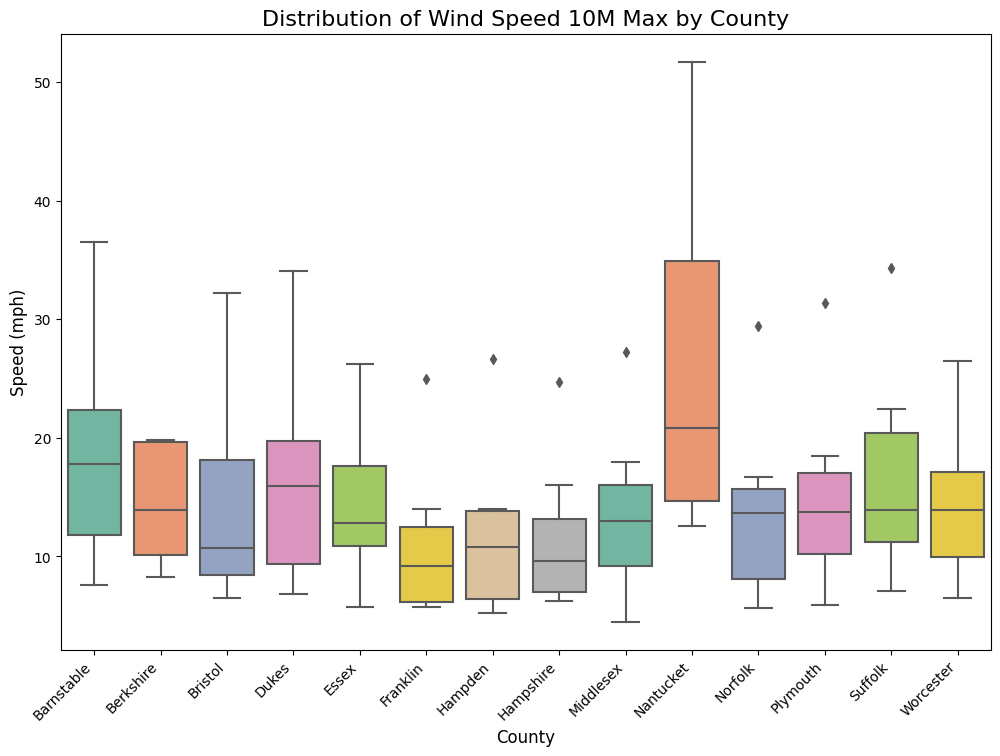 Distribution of Wind Speed 10M Max by County
Speed (mph)
50
40
30
20
10
Barnstable
Berkshire
Bristol
Dukes
Essex
Franklin
Hampden
Hampshire
Middlesex
Nantucket
Norfolk
Plymouth
Suffolk
Worcester
County